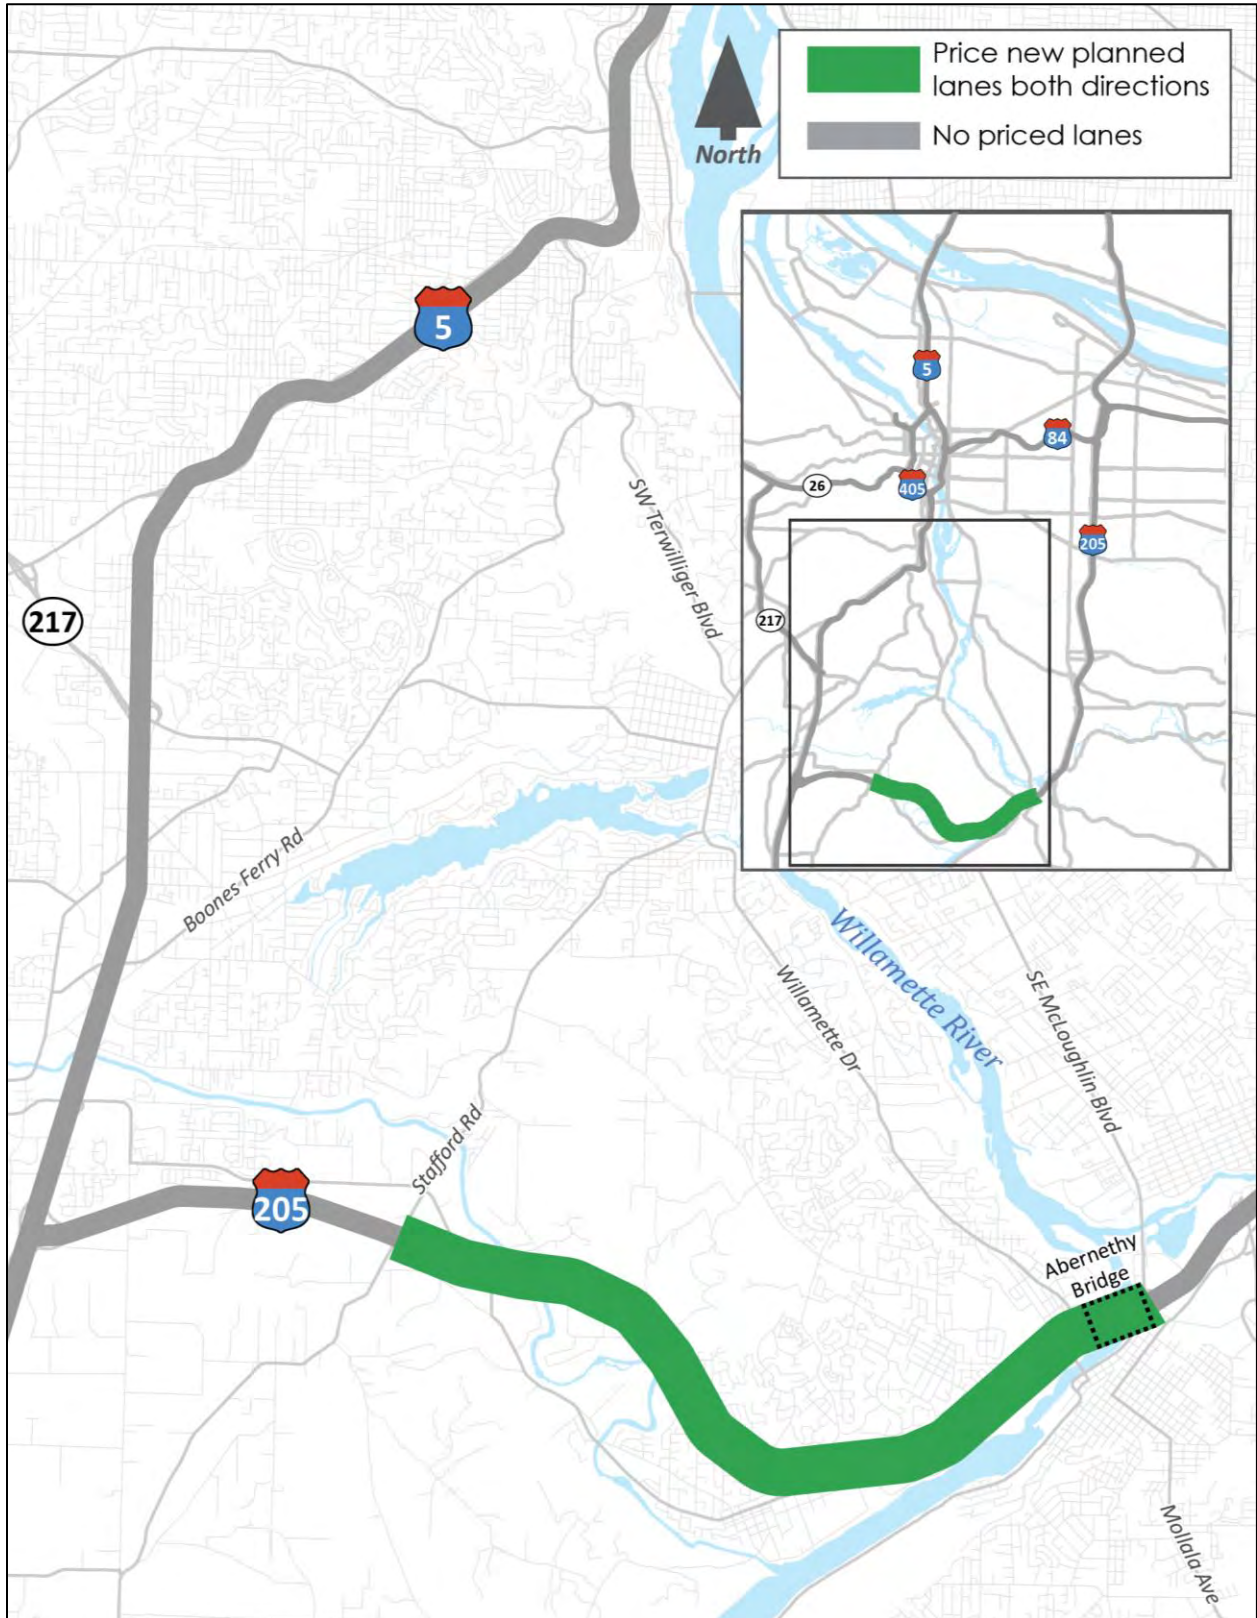 Price new planned
lanes both directions
No priced lanes
North
5
5
84
26
405
205
217
217
SW Terwilliger Blvd
Boones Ferry Rd
Willamette River
Willamette Dr
SE McLoughlin Blvd
Stafford Rd
205
Abernethy
Bridge
Mollala Ave